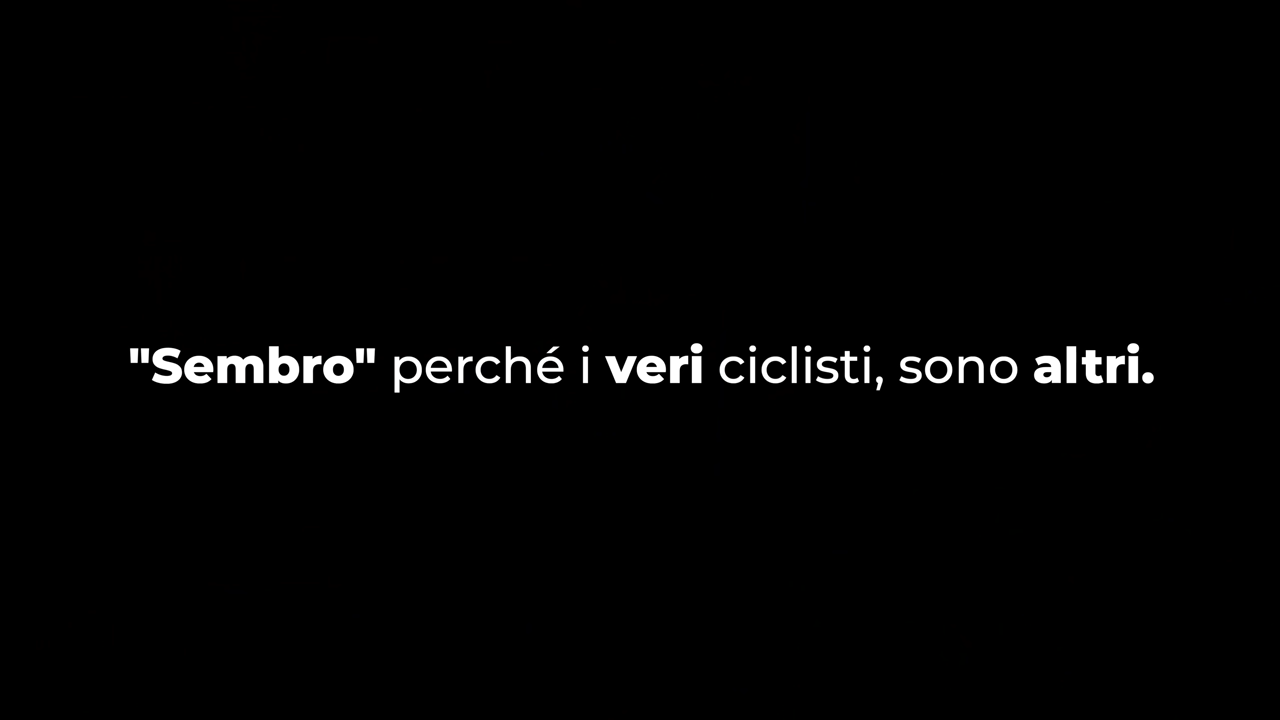 "Sembro" perché i veri ciclisti, sono altri.